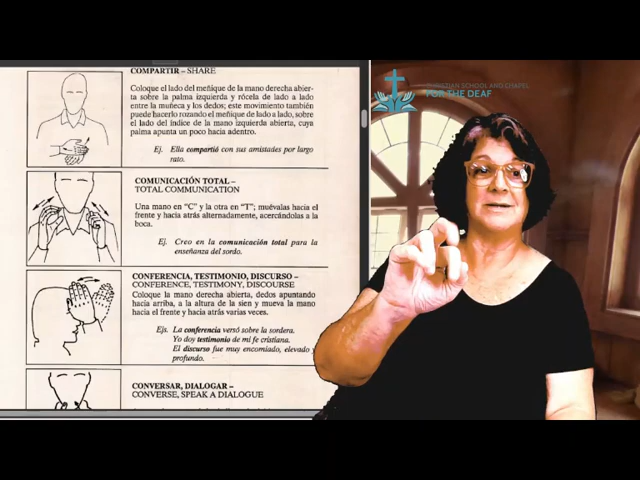 COMPARTIR – SHARE
Coloque el lado del meñique de la mano derecha abier-
ta sobre la palma izquierda y rócela de lado a lado
entre la muñeca y los dedos; este movimiento también
puede hacerlo rozando el meñique de lado a lado, sobre
el lado del índice de la mano izquierda abierta, cuya
palma apunta un poco hacia adentro.
Ej. Ella compartió con sus amistades por largo
rato.
COMUNICACIÓN TOTAL –
TOTAL COMMUNICATION
Una mano en "C" y la otra en "T"; muévalas hacia el
frente y hacia atrás alternadamente, acercándolas a la
boca.
Ej. Creo en la comunicación total para la
enseñanza del sordo.
CONFERENCIA, TESTIMONIO, DISCURSO –
CONFERENCE, TESTIMONY, DISCOURSE
Coloque la mano derecha abierta, dedos apuntando
hacia arriba, a la altura de la sien y mueva la mano
hacia el frente y hacia atrás varias veces.
Ejs. La conferencia versó sobre la sordera.
Yo doy testimonio de mi fe cristiana.
El discurso fue muy encomiado, elevado y
profundo.
CONVERSAR, DIALOGAR –
CONVERSE, SPEAK A DIALOGUE
CHRISTIAN SCHOOL AND CHAPEL
FOR THE DEAF